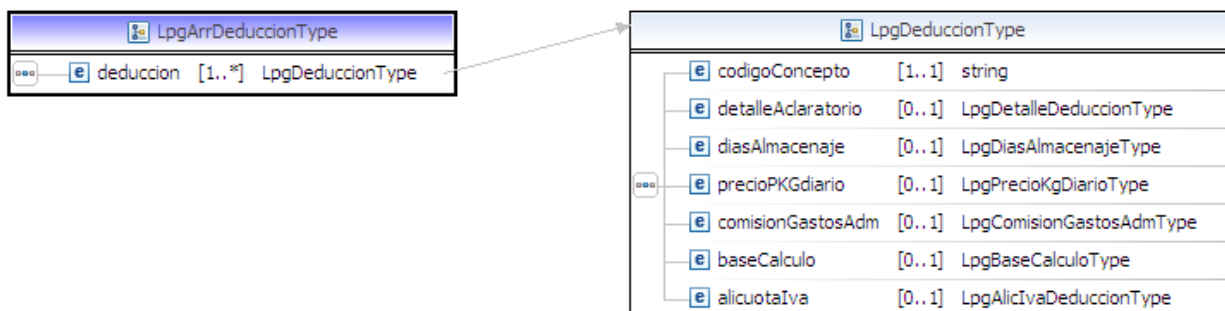 LpgArrDeduccionType
e deduccion [1..*] LpgDeduccionType
LpgDeduccionType
e codigoConcepto [1..1] string
e detalleAclaratorio [0..1] LpgDetalleDeduccionType
e diasAlmacenaje [0..1] LpgDiasAlmacenajeType
e precioPKGdiario [0..1] LpgPrecioKgDiarioType
e comisionGastosAdm [0..1] LpgComisionGastosAdmType
e baseCalculo [0..1] LpgBaseCalculoType
e alicuotaIva [0..1] LpgAlicIvaDeduccionType